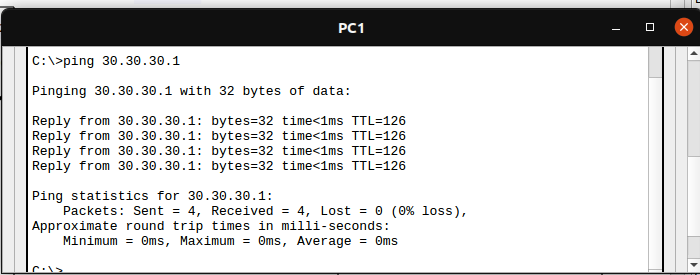 PC1
C:\>ping 30.30.30.1
Pinging 30.30.30.1 with 32 bytes of data:
Reply from 30.30.30.1: bytes=32 time<1ms TTL=126
Reply from 30.30.30.1: bytes=32 time<1ms TTL=126
Reply from 30.30.30.1: bytes=32 time<1ms TTL=126
Reply from 30.30.30.1: bytes=32 time<1ms TTL=126
Ping statistics for 30.30.30.1:
    Packets: Sent = 4, Received = 4, Lost = 0 (0% loss),
Approximate round trip times in milli-seconds:
    Minimum = 0ms, Maximum = 0ms, Average = 0ms
C:\>